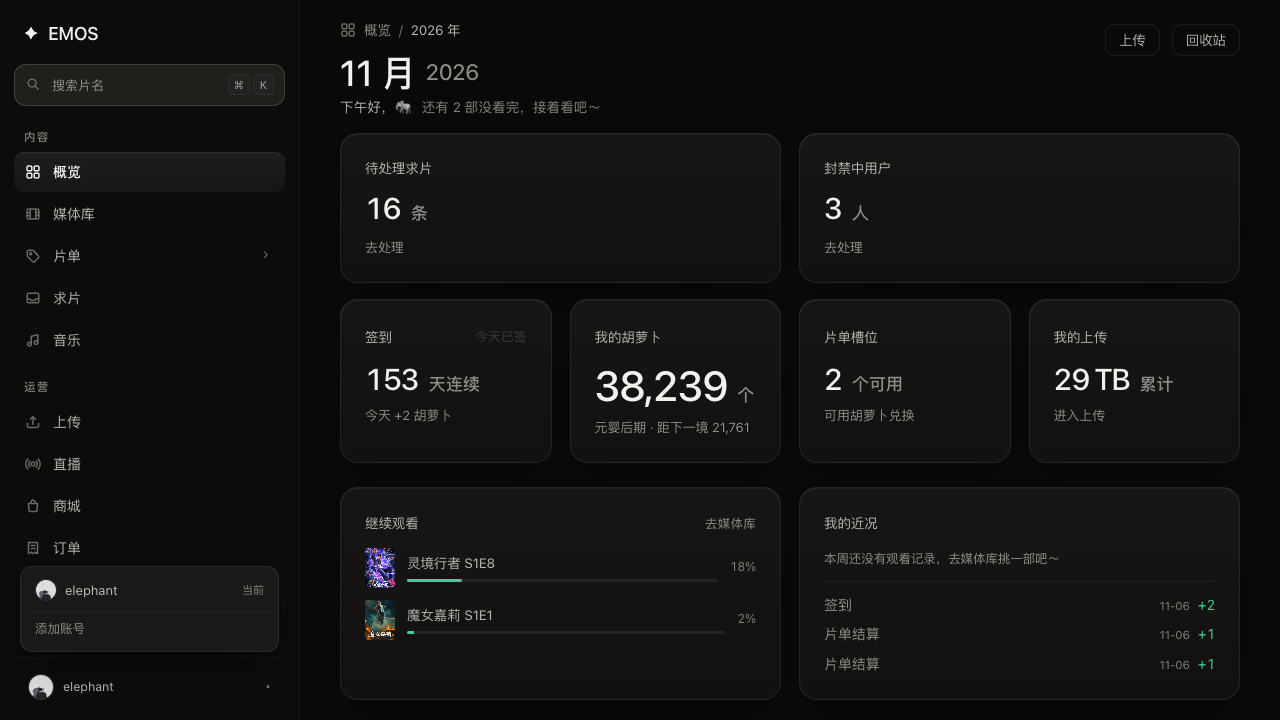 EMOS
搜索片名 ⌘ K
内容
概览
媒体库
片单
求片
音乐
运营
上传
直播
商城
订单
elephant 当前
添加账号
elephant
概览 / 2026 年
上传 回收站
11 月 2026
下午好，🐘 还有 2 部没看完，接着看吧～
待处理求片
16 条
去处理
封禁中用户
3 人
去处理
签到 今天已签
153 天连续
今天 +2 胡萝卜
我的胡萝卜
38,239 个
元婴后期 · 距下一境 21,761
片单槽位
2 个可用
可用胡萝卜兑换
我的上传
29 TB 累计
进入上传
继续观看 去媒体库
灵境行者 S1E8 18%
魔女嘉莉 S1E1 2%
我的近况
本周还没有观看记录，去媒体库挑一部吧～
签到 11-06 +2
片单结算 11-06 +1
片单结算 11-06 +1